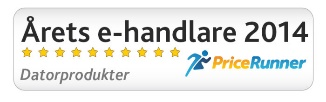 Årets e-handlare 2014
PriceRunner
Datorprodukter